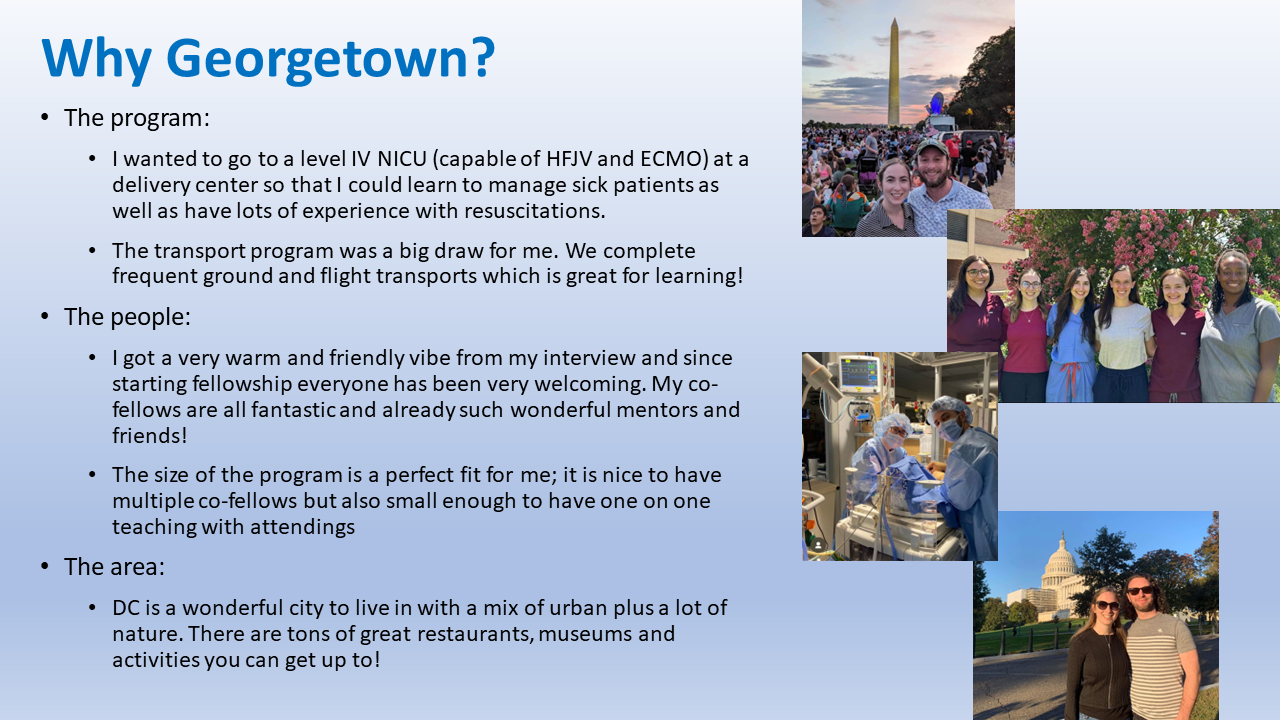 Why Georgetown?
• The program:
• I wanted to go to a level IV NICU (capable of HFJV and ECMO) at a
delivery center so that I could learn to manage sick patients as
well as have lots of experience with resuscitations.
• The transport program was a big draw for me. We complete
frequent ground and flight transports which is great for learning!
• The people:
• I got a very warm and friendly vibe from my interview and since
starting fellowship everyone has been very welcoming. My co-
fellows are all fantastic and already such wonderful mentors and
friends!
• The size of the program is a perfect fit for me; it is nice to have
multiple co-fellows but also small enough to have one on one
teaching with attendings
• The area:
• DC is a wonderful city to live in with a mix of urban plus a lot of
nature. There are tons of great restaurants, museums and
activities you can get up to!